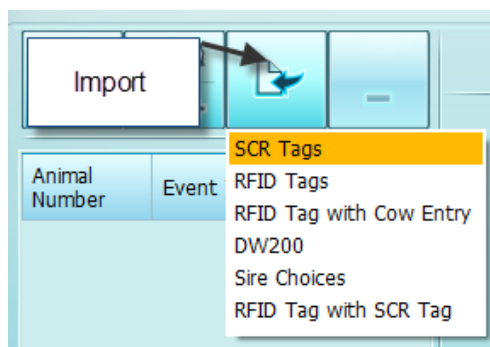 Import
SCR Tags
RFID Tags
RFID Tag with Cow Entry
DW200
Sire Choices
RFID Tag with SCR Tag
Animal
Number
Event